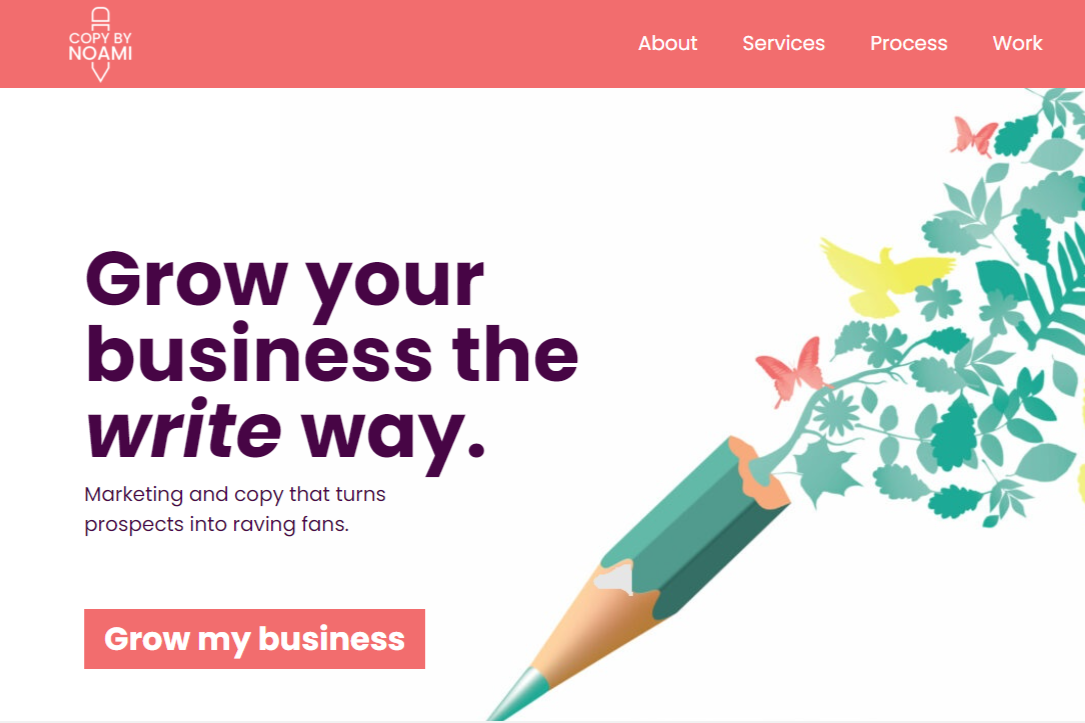 COPY BY
NOAMI
About Services Process Work
Grow your
business the
write way.
Marketing and copy that turns
prospects into raving fans.
Grow my business